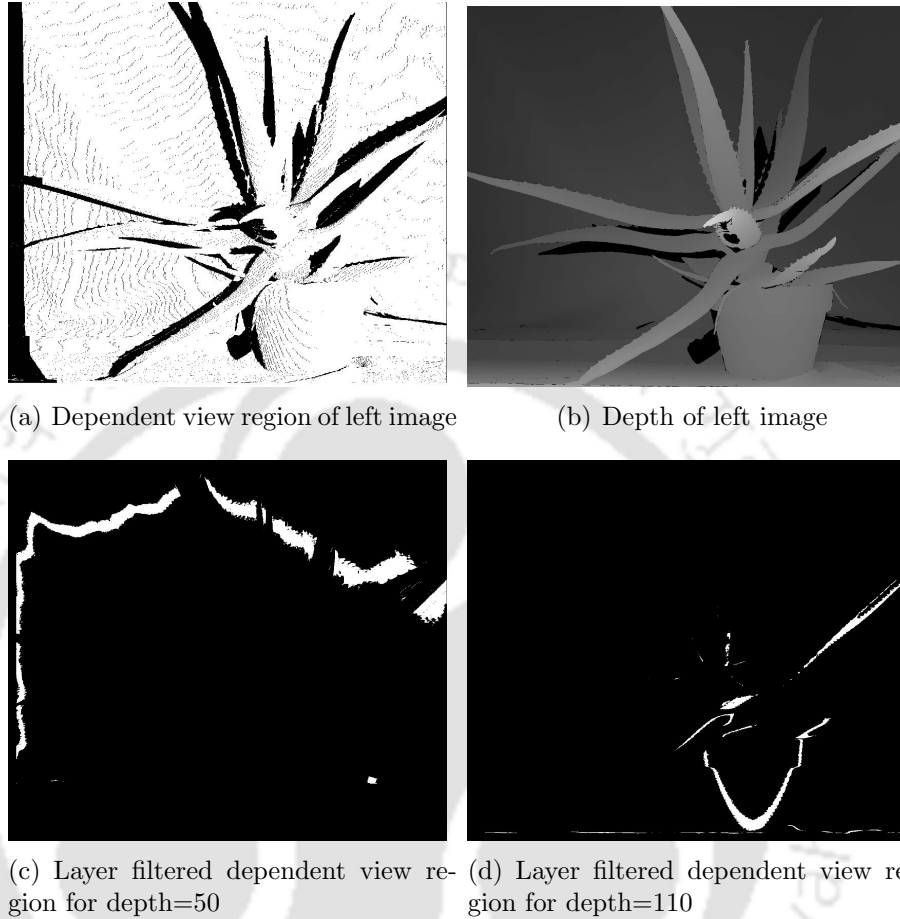 (a) Dependent view region of left image
(b) Depth of left image
(c) Layer filtered dependent view re-
gion for depth=50
(d) Layer filtered dependent view re
gion for depth=110